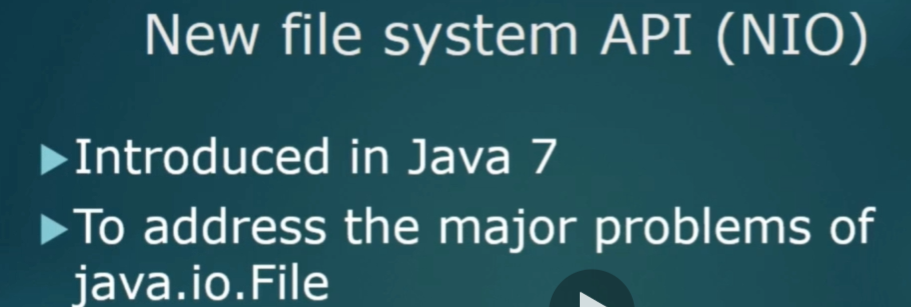 New file system API (NIO)
Introduced in Java 7
To address the major problems of
java.io.File